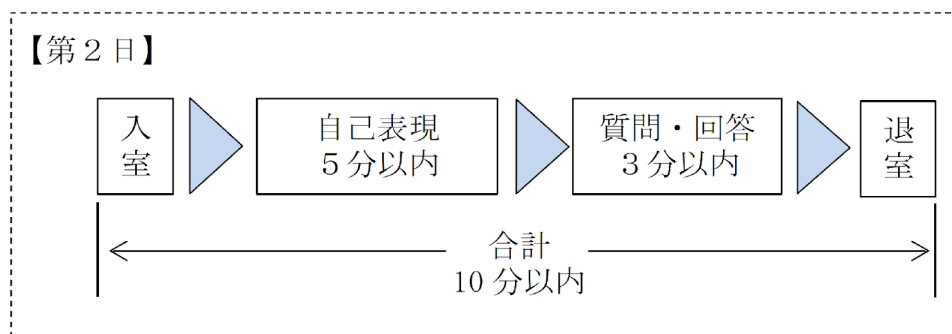 【第２日】
入室
自己表現
５分以内
質問・回答
３分以内
退室
合計
10 分以内